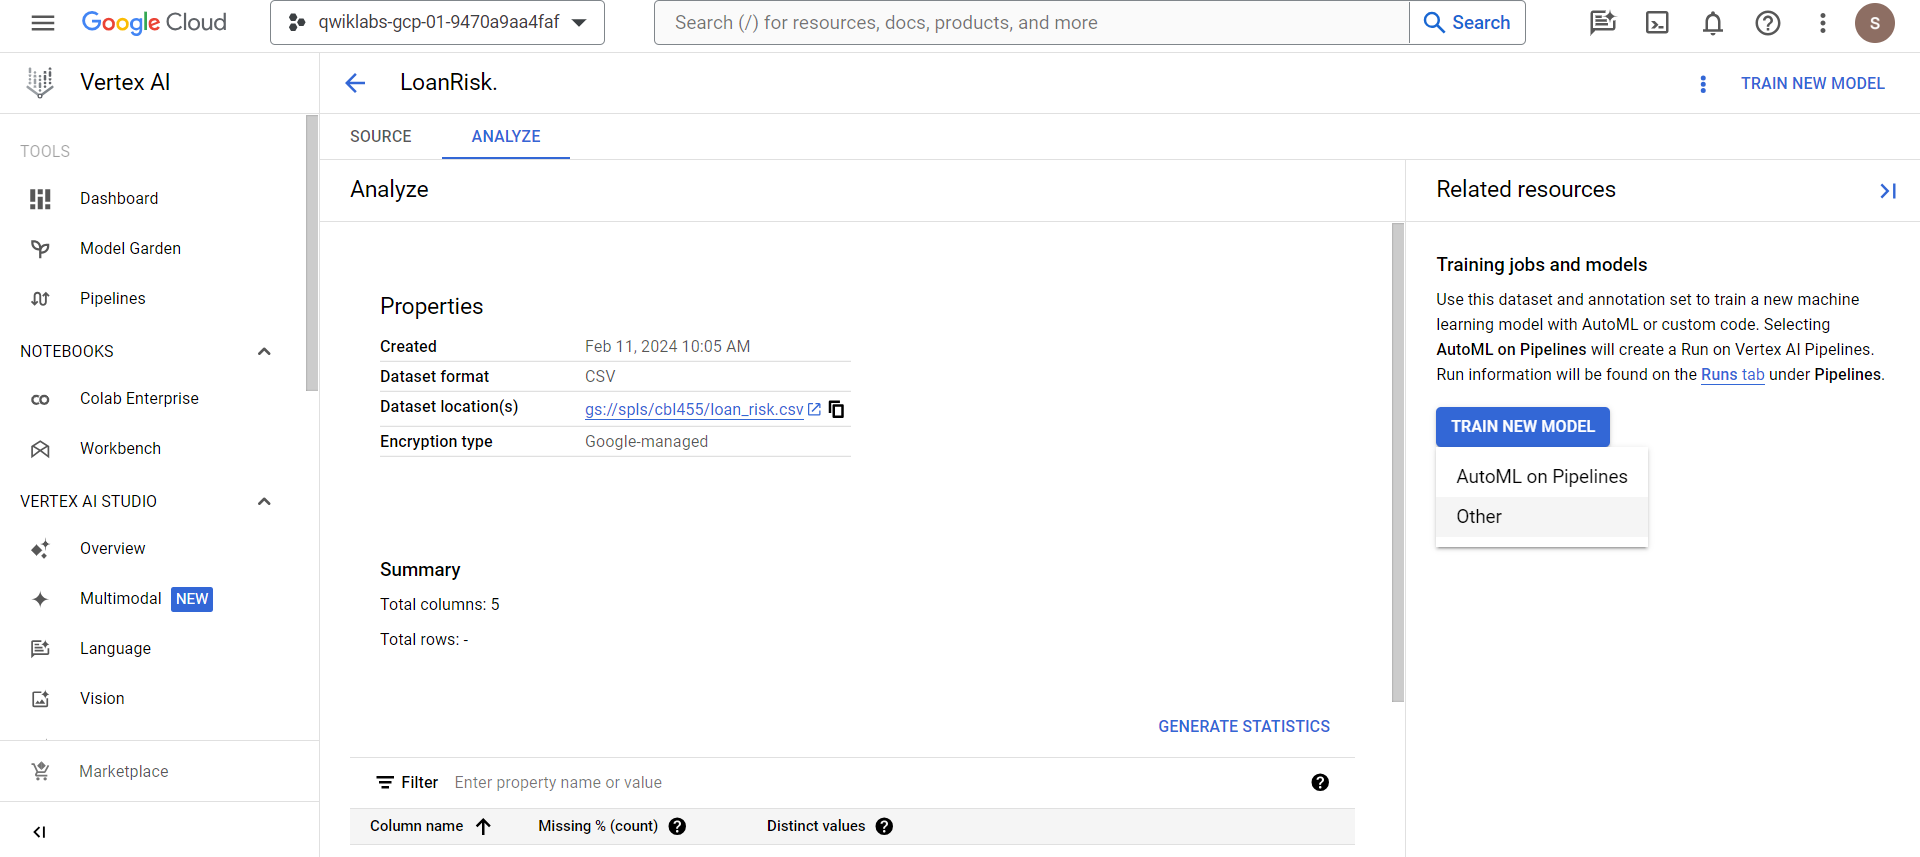 Google Cloud
qwiklabs-gcp-01-9470a9aa4faf
Search (/) for resources, docs, products, and more
Search
S
Vertex AI
LoanRisk.
TRAIN NEW MODEL
SOURCE
ANALYZE
TOOLS
Dashboard
Model Garden
Pipelines
NOTEBOOKS
Colab Enterprise
Workbench
VERTEX AI STUDIO
Overview
Multimodal NEW
Language
Vision
Marketplace
Analyze
Properties
Created Feb 11, 2024 10:05 AM
Dataset format CSV
Dataset location(s) gs://spls/cbl455/loan_risk.csv
Encryption type Google-managed
Summary
Total columns: 5
Total rows: -
GENERATE STATISTICS
Filter Enter property name or value
Column name Missing % (count) Distinct values
Related resources
Training jobs and models
Use this dataset and annotation set to train a new machine
learning model with AutoML or custom code. Selecting
AutoML on Pipelines will create a Run on Vertex AI Pipelines.
Run information will be found on the Runs tab under Pipelines.
TRAIN NEW MODEL
AutoML on Pipelines
Other